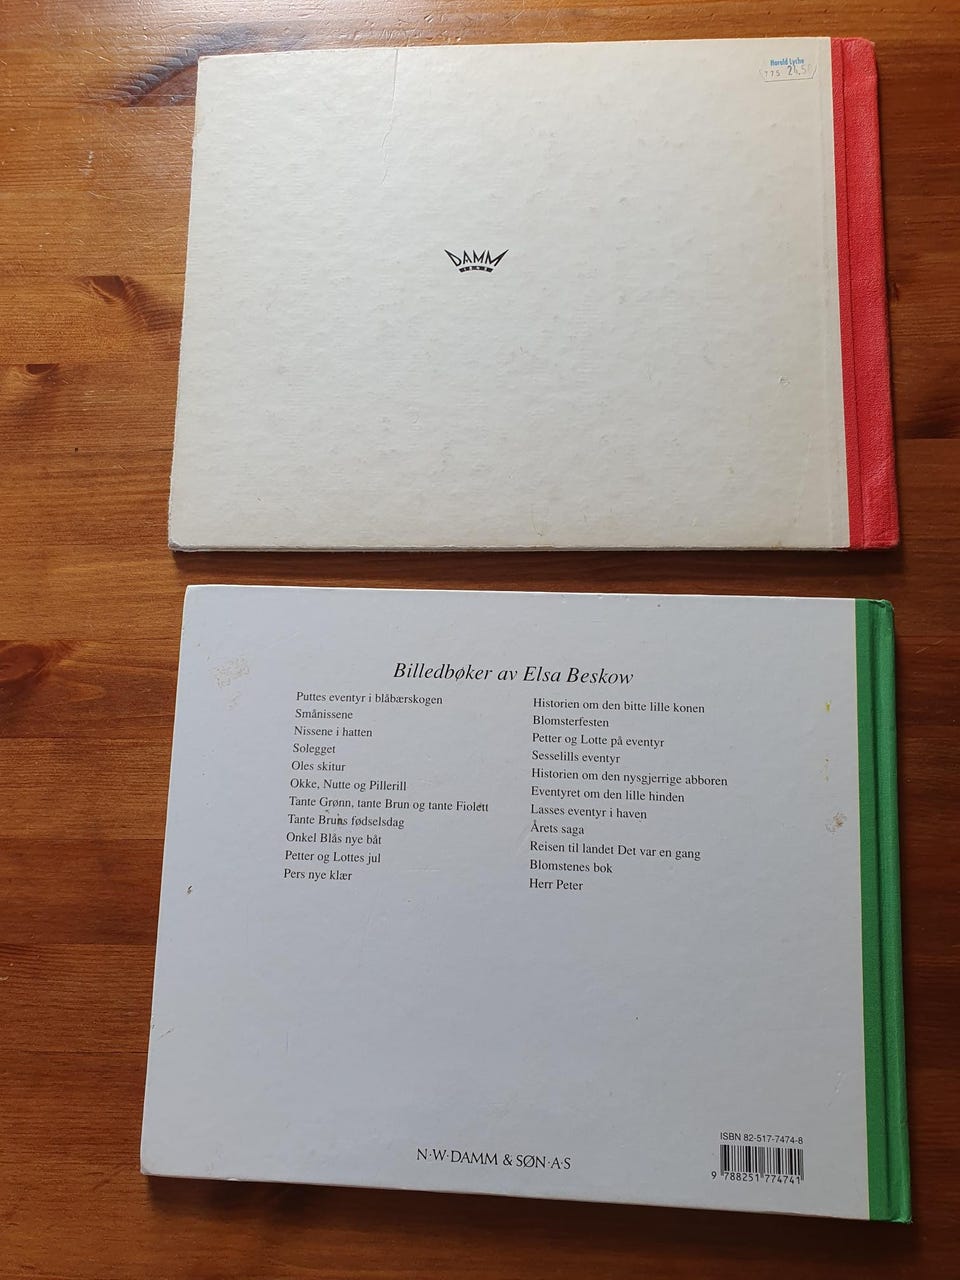 Harald Lyche
775 24,50
DAMM
1843
Billedbøker av Elsa Beskow
Puttes eventyr i blåbærskogen
Smånissene
Nissene i hatten
Solegget
Oles skitur
Okke, Nutte og Pillerill
Tante Grønn, tante Brun og tante Fiolett
Tante Bruns fødselsdag
Onkel Blås nye båt
Petter og Lottes jul
Pers nye klær
Historien om den bitte lille konen
Blomsterfesten
Petter og Lotte på eventyr
Sesselills eventyr
Historien om den nysgjerrige abboren
Eventyret om den lille hinden
Lasses eventyr i haven
Årets saga
Reisen til landet Det var en gang
Blomstenes bok
Herr Peter
ISBN 82-517-7474-8
9 788251 774741
N·W·DAMM & SØN·A·S